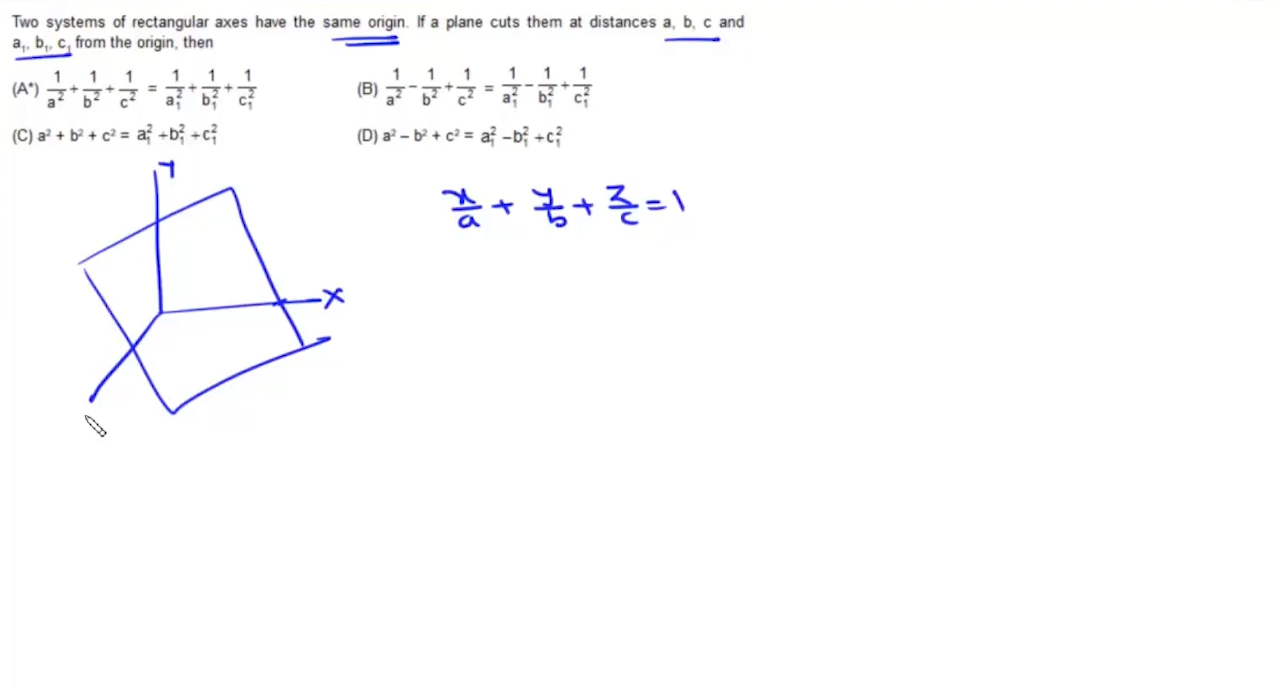 Two systems of rectangular axes have the same origin. If a plane cuts them at distances a, b, c and
a₁, b₁, c₁ from the origin, then
(A*) 1/a² + 1/b² + 1/c² = 1/a₁² + 1/b₁² + 1/c₁² (B) 1/a² − 1/b² + 1/c² = 1/a₁² − 1/b₁² + 1/c₁²
(C) a² + b² + c² = a₁² + b₁² + c₁² (D) a² − b² + c² = a₁² − b₁² + c₁²
Y
x/a + y/b + z/c = 1
X